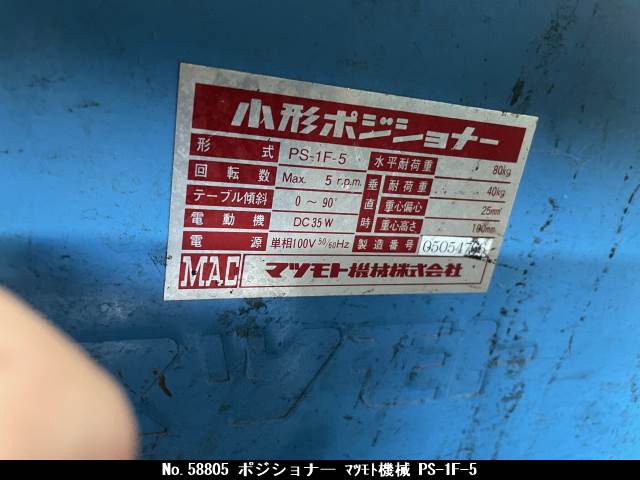 小形ポジショナー
形式 PS-1F-5 水平耐荷重 80kg
回転数 Max. 5 r.p.m. 垂直時 耐荷重 40kg
テーブル傾斜 0～90° 重心偏心 25mm
電動機 DC35W 重心高さ 100mm
電源 単相100V 50/60Hz 製造番号
MAC マツモト機械株式会社
No.58805 ポジショナー ﾏﾂﾓﾄ機械 PS-1F-5